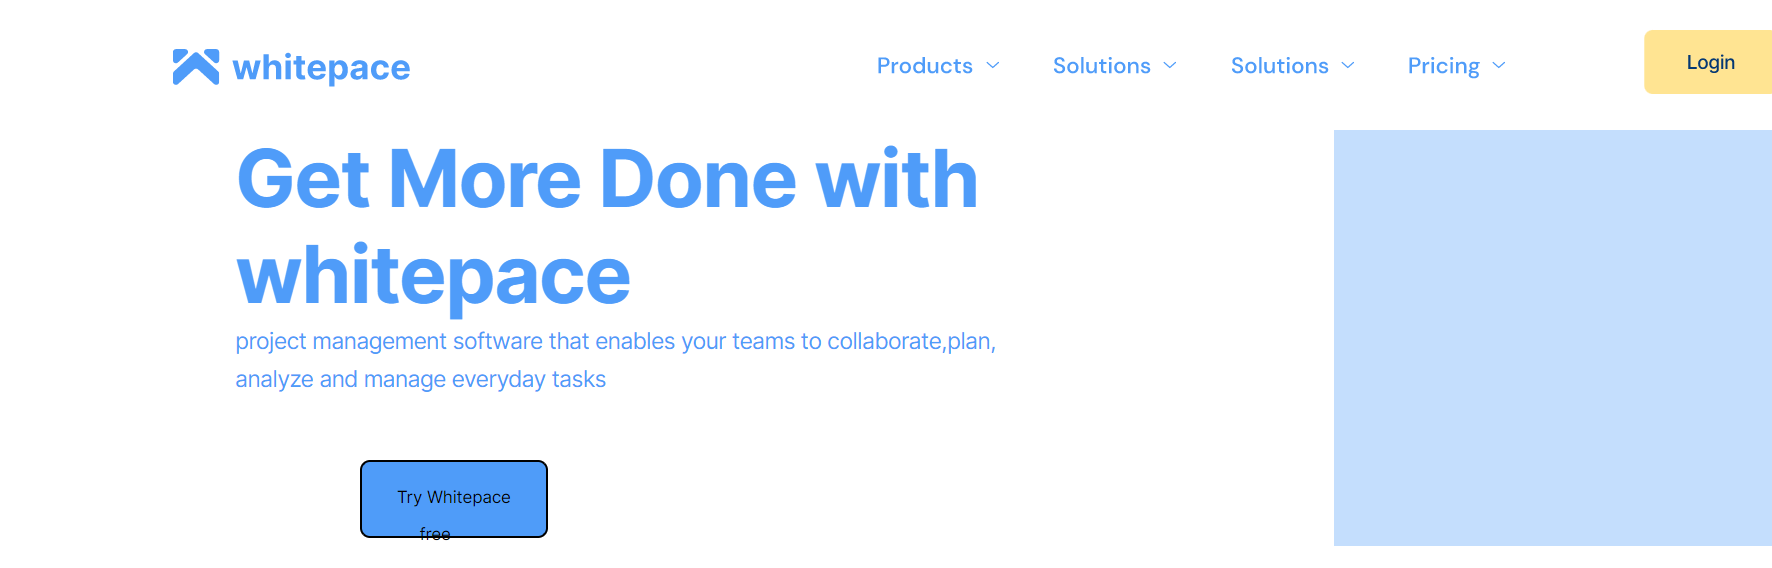 whitepace
Products
Solutions
Solutions
Pricing
Login
Get More Done with
whitepace
project management software that enables your teams to collaborate,plan,
analyze and manage everyday tasks
Try Whitepace
free